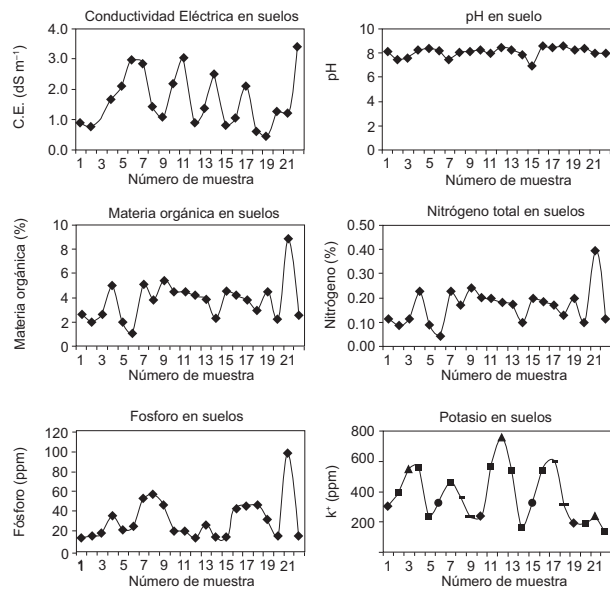 Conductividad Eléctrica en suelos
C.E. (dS m⁻¹)
4.0
3.0
2.0
1.0
0.0
1 3 5 7 9 11 13 15 17 19 21
Número de muestra
pH en suelo
pH
10
8
6
4
2
0
1 3 5 7 9 11 13 15 17 19 21
Número de muestra
Materia orgánica en suelos
Materia orgánica (%)
10
8
6
4
2
0
1 3 5 7 9 11 13 15 17 19 21
Número de muestra
Nitrógeno total en suelos
Nitrógeno (%)
0.50
0.40
0.30
0.20
0.10
0.00
1 3 5 7 9 11 13 15 17 19 21
Número de muestra
Fosforo en suelos
Fósforo (ppm)
120
100
80
60
40
20
0
1 3 5 7 9 11 13 15 17 19 21
Número de muestra
Potasio en suelos
k⁺ (ppm)
800
600
400
200
1 3 5 7 9 11 13 15 17 19 21
Número de muestra